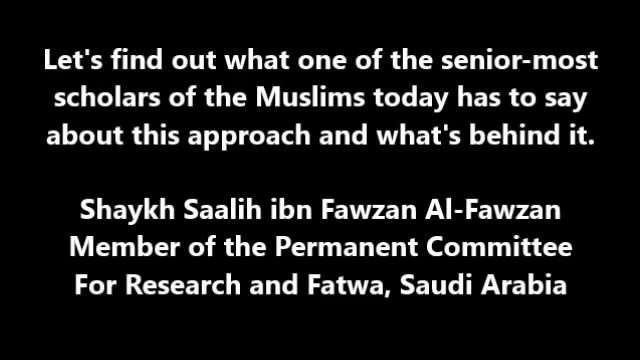 Let's find out what one of the senior-most
scholars of the Muslims today has to say
about this approach and what's behind it.
Shaykh Saalih ibn Fawzan Al-Fawzan
Member of the Permanent Committee
For Research and Fatwa, Saudi Arabia